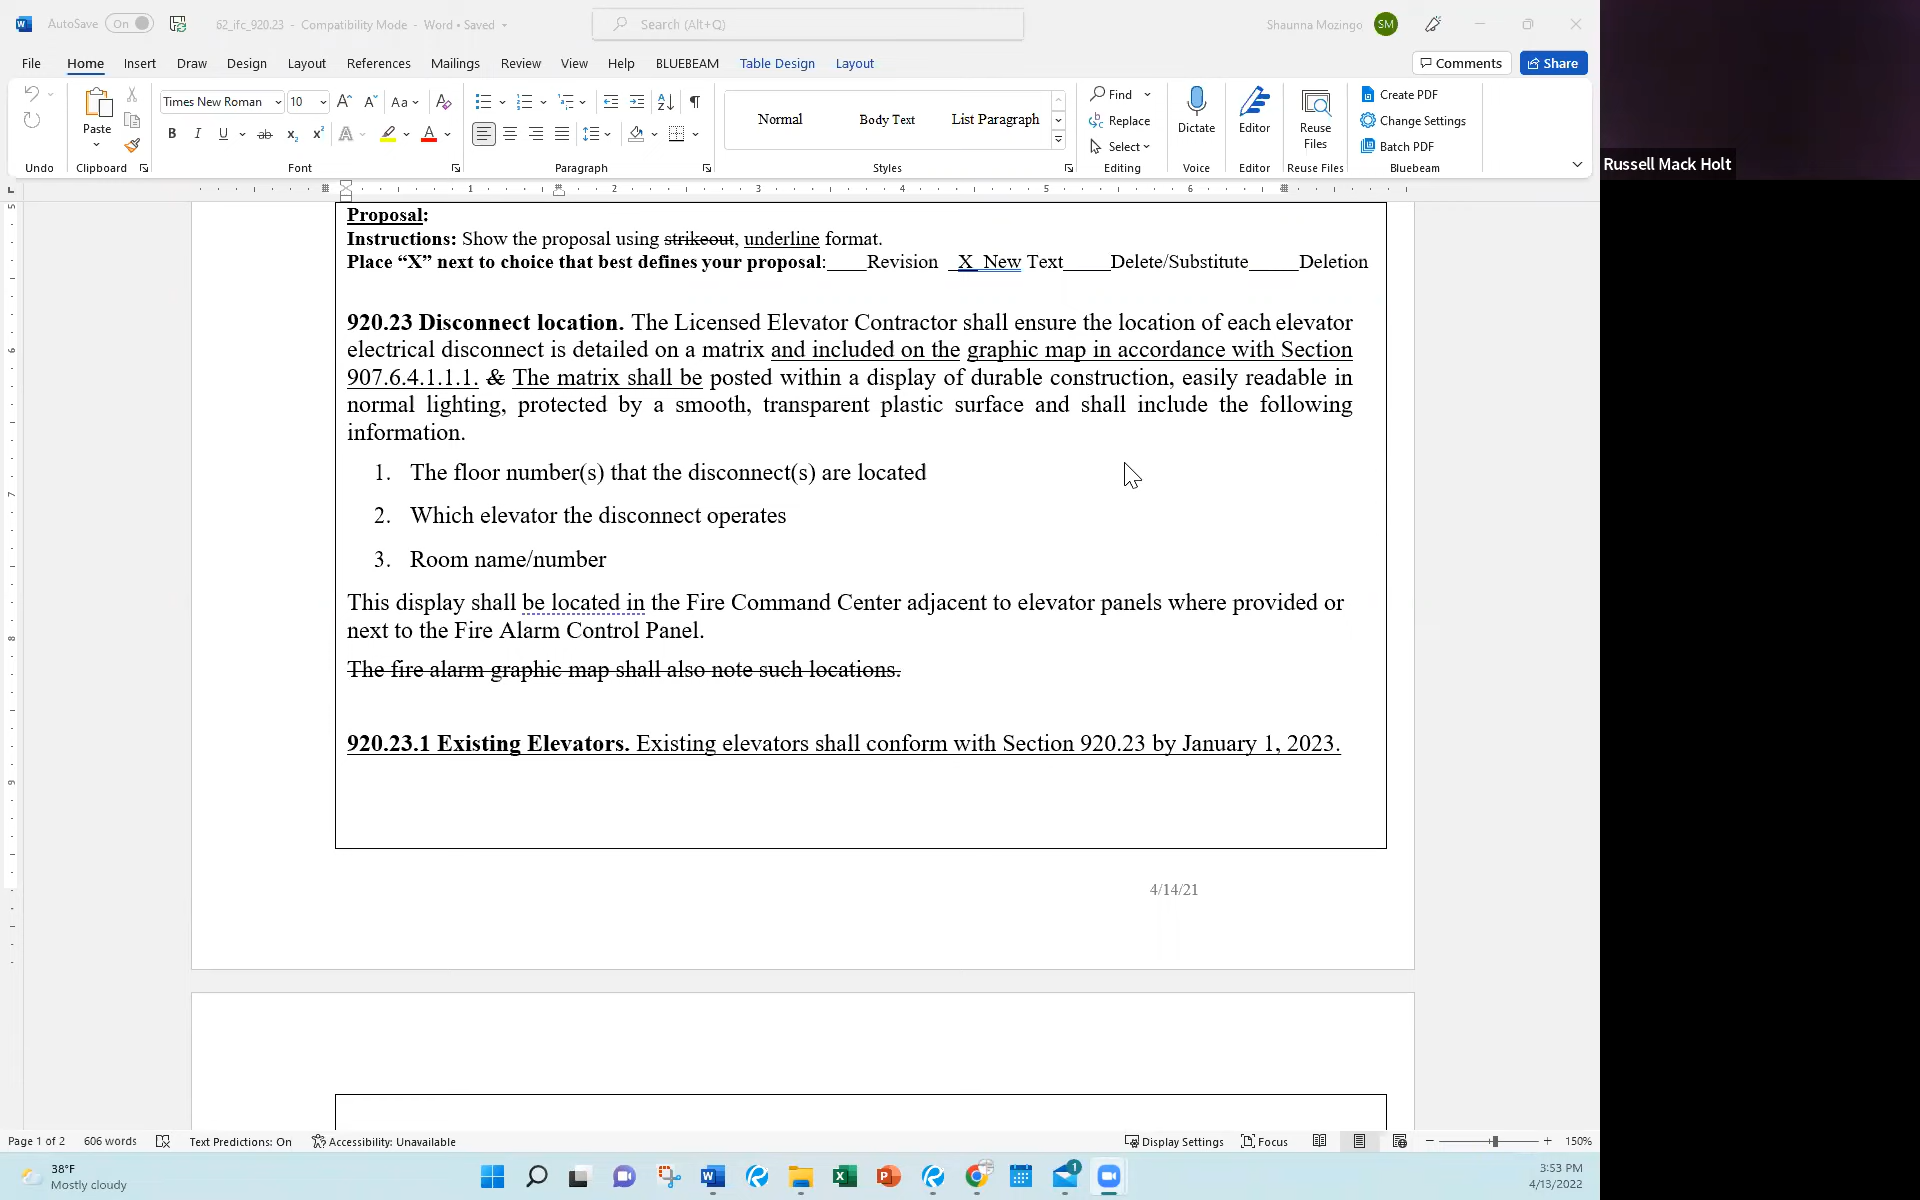 AutoSave On 62_ifc_920.23 - Compatibility Mode - Word • Saved Search (Alt+Q) Shaunna Mozingo SM
File Home Insert Draw Design Layout References Mailings Review View Help BLUEBEAM Table Design Layout Comments Share
Times New Roman 10 Aa Find Create PDF
Paste Normal Body Text List Paragraph Replace Dictate Editor Reuse Files Change Settings
B I U ab x₂ x² A A Select Batch PDF
Undo Clipboard Font Paragraph Styles Editing Voice Editor Reuse Files Bluebeam
Russell Mack Holt
1 2 3 4 5 6
Proposal:
Instructions: Show the proposal using strikeout, underline format.
Place “X” next to choice that best defines your proposal:____Revision _X_New Text_____Delete/Substitute_____Deletion
920.23 Disconnect location. The Licensed Elevator Contractor shall ensure the location of each elevator
electrical disconnect is detailed on a matrix and included on the graphic map in accordance with Section
907.6.4.1.1.1. & The matrix shall be posted within a display of durable construction, easily readable in
normal lighting, protected by a smooth, transparent plastic surface and shall include the following
information.
1. The floor number(s) that the disconnect(s) are located
2. Which elevator the disconnect operates
3. Room name/number
This display shall be located in the Fire Command Center adjacent to elevator panels where provided or
next to the Fire Alarm Control Panel.
The fire alarm graphic map shall also note such locations.
920.23.1 Existing Elevators. Existing elevators shall conform with Section 920.23 by January 1, 2023.
4/14/21
Page 1 of 2 606 words Text Predictions: On Accessibility: Unavailable Display Settings Focus 150%
38°F
Mostly cloudy
1
3:53 PM
4/13/2022